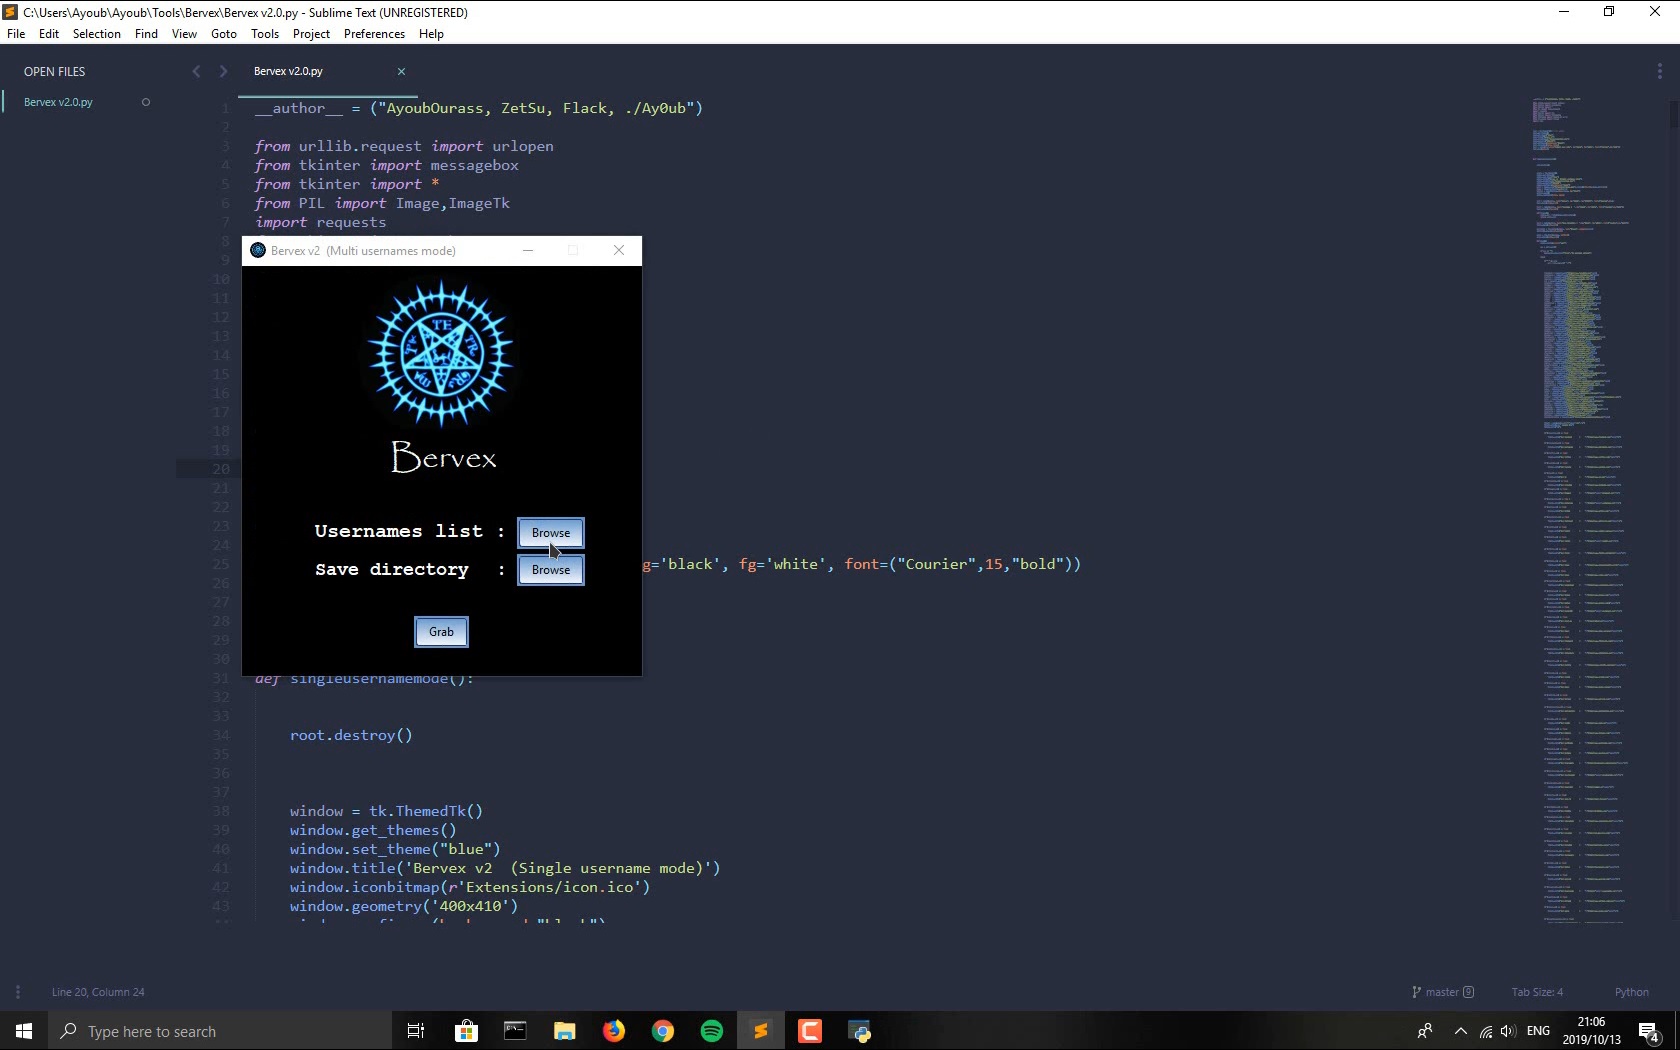 C:\Users\Ayoub\Ayoub\Tools\Bervex\Bervex v2.0.py - Sublime Text (UNREGISTERED)
File Edit Selection Find View Goto Tools Project Preferences Help
OPEN FILES
Bervex v2.0.py
Bervex v2.0.py
1 __author__ = ("AyoubOurass, ZetSu, Flack, ./Ay0ub")
2
3 from urllib.request import urlopen
4 from tkinter import messagebox
5 from tkinter import *
6 from PIL import Image,ImageTk
7 import requests
8
9
10
11
12
13
14
15
16
17
18
19
20
21
22
23
24
25 g='black', fg='white', font=("Courier",15,"bold"))
26
27
28
29
30
31 def singleusernamemode():
32
33
34 root.destroy()
35
36
37
38 window = tk.ThemedTk()
39 window.get_themes()
40 window.set_theme("blue")
41 window.title('Bervex v2  (Single username mode)')
42 window.iconbitmap(r'Extensions/icon.ico')
43 window.geometry('400x410')
Bervex v2  (Multi usernames mode)
TE
TR
Bervex
Usernames list : Browse
Save directory : Browse
Grab
Line 20, Column 24
master 9
Tab Size: 4
Python
Type here to search
ENG
21:06
2019/10/13
4